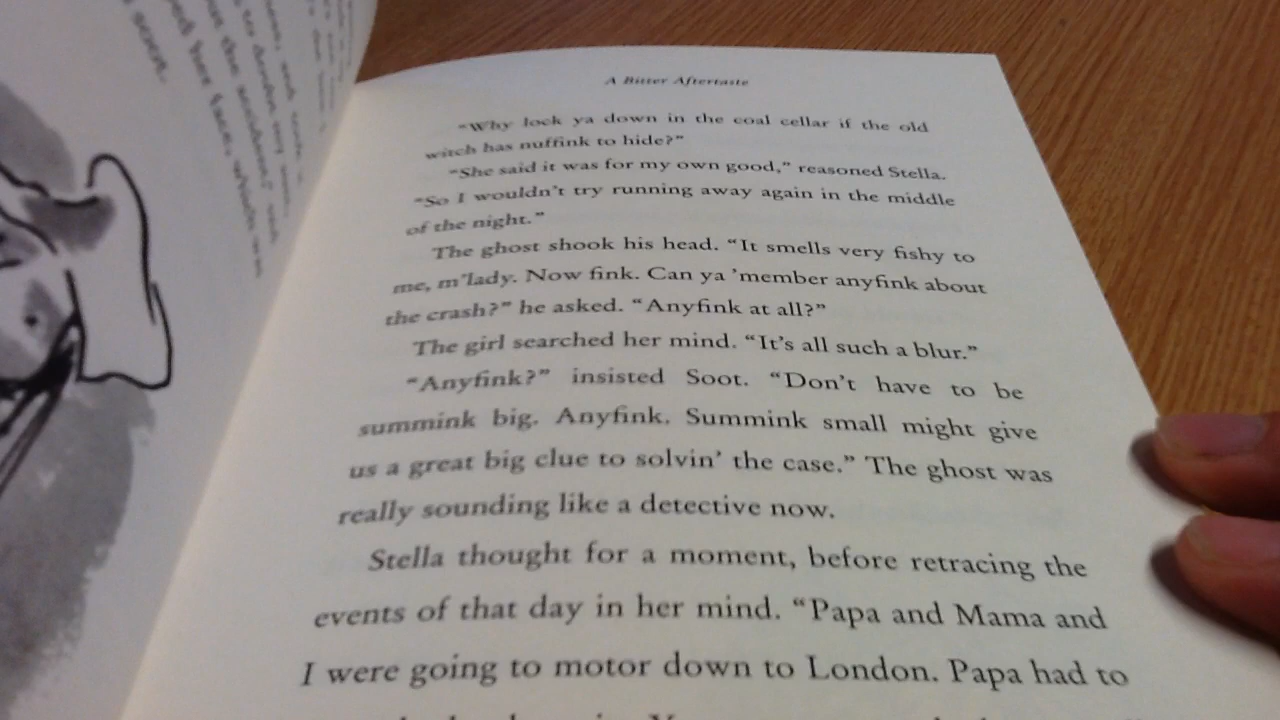 A Bitter Aftertaste
“Why lock ya down in the coal cellar if the old
witch has nuffink to hide?”
“She said it was for my own good,” reasoned Stella.
“So I wouldn’t try running away again in the middle
of the night.”
The ghost shook his head. “It smells very fishy to
me, m’lady. Now fink. Can ya ’member anyfink about
the crash?” he asked. “Anyfink at all?”
The girl searched her mind. “It’s all such a blur.”
“Anyfink?” insisted Soot. “Don’t have to be
summink big. Anyfink. Summink small might give
us a great big clue to solvin’ the case.” The ghost was
really sounding like a detective now.
Stella thought for a moment, before retracing the
events of that day in her mind. “Papa and Mama and
I were going to motor down to London. Papa had to